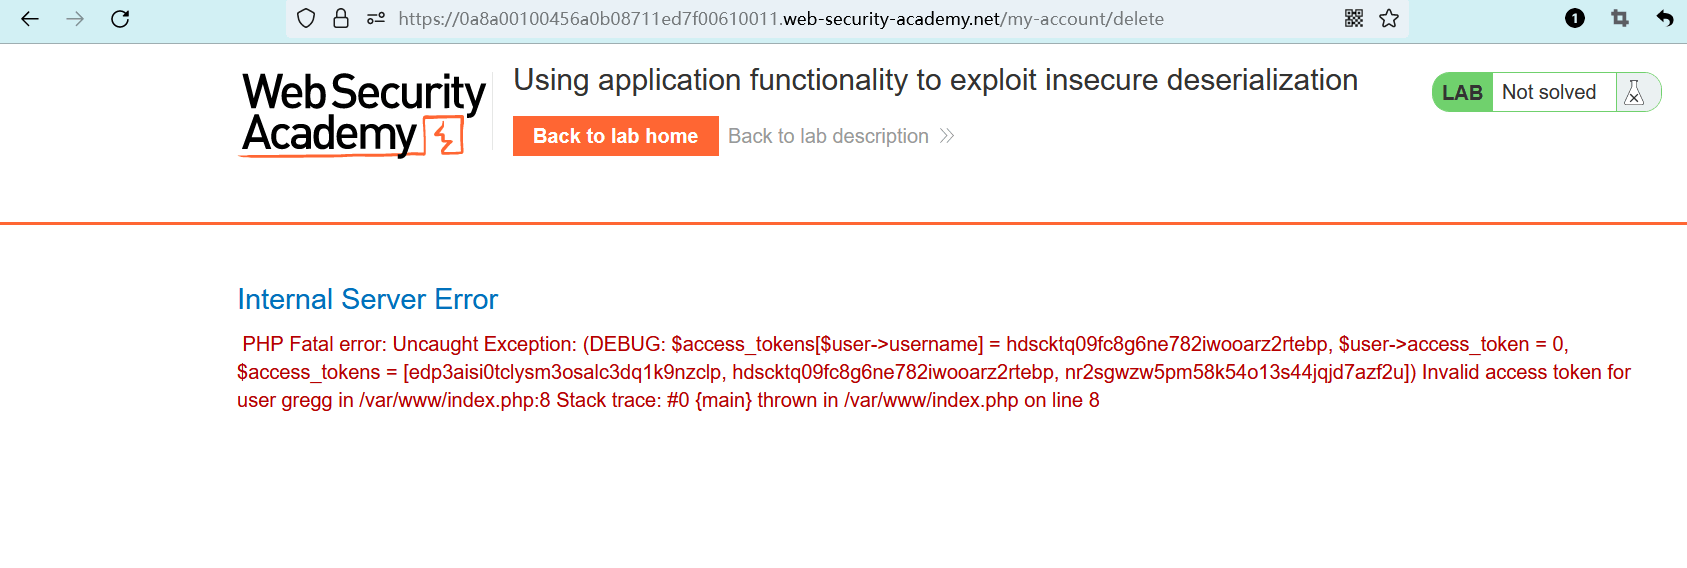 https://0a8a00100456a0b08711ed7f00610011.web-security-academy.net/my-account/delete
1
Web Security
Academy
Using application functionality to exploit insecure deserialization
Back to lab home
Back to lab description
LAB
Not solved
Internal Server Error
PHP Fatal error: Uncaught Exception: (DEBUG: $access_tokens[$user->username] = hdscktq09fc8g6ne782iwooarz2rtebp, $user->access_token = 0,
$access_tokens = [edp3aisi0tclysm3osalc3dq1k9nzclp, hdscktq09fc8g6ne782iwooarz2rtebp, nr2sgwzw5pm58k54o13s44jqjd7azf2u]) Invalid access token for
user gregg in /var/www/index.php:8 Stack trace: #0 {main} thrown in /var/www/index.php on line 8